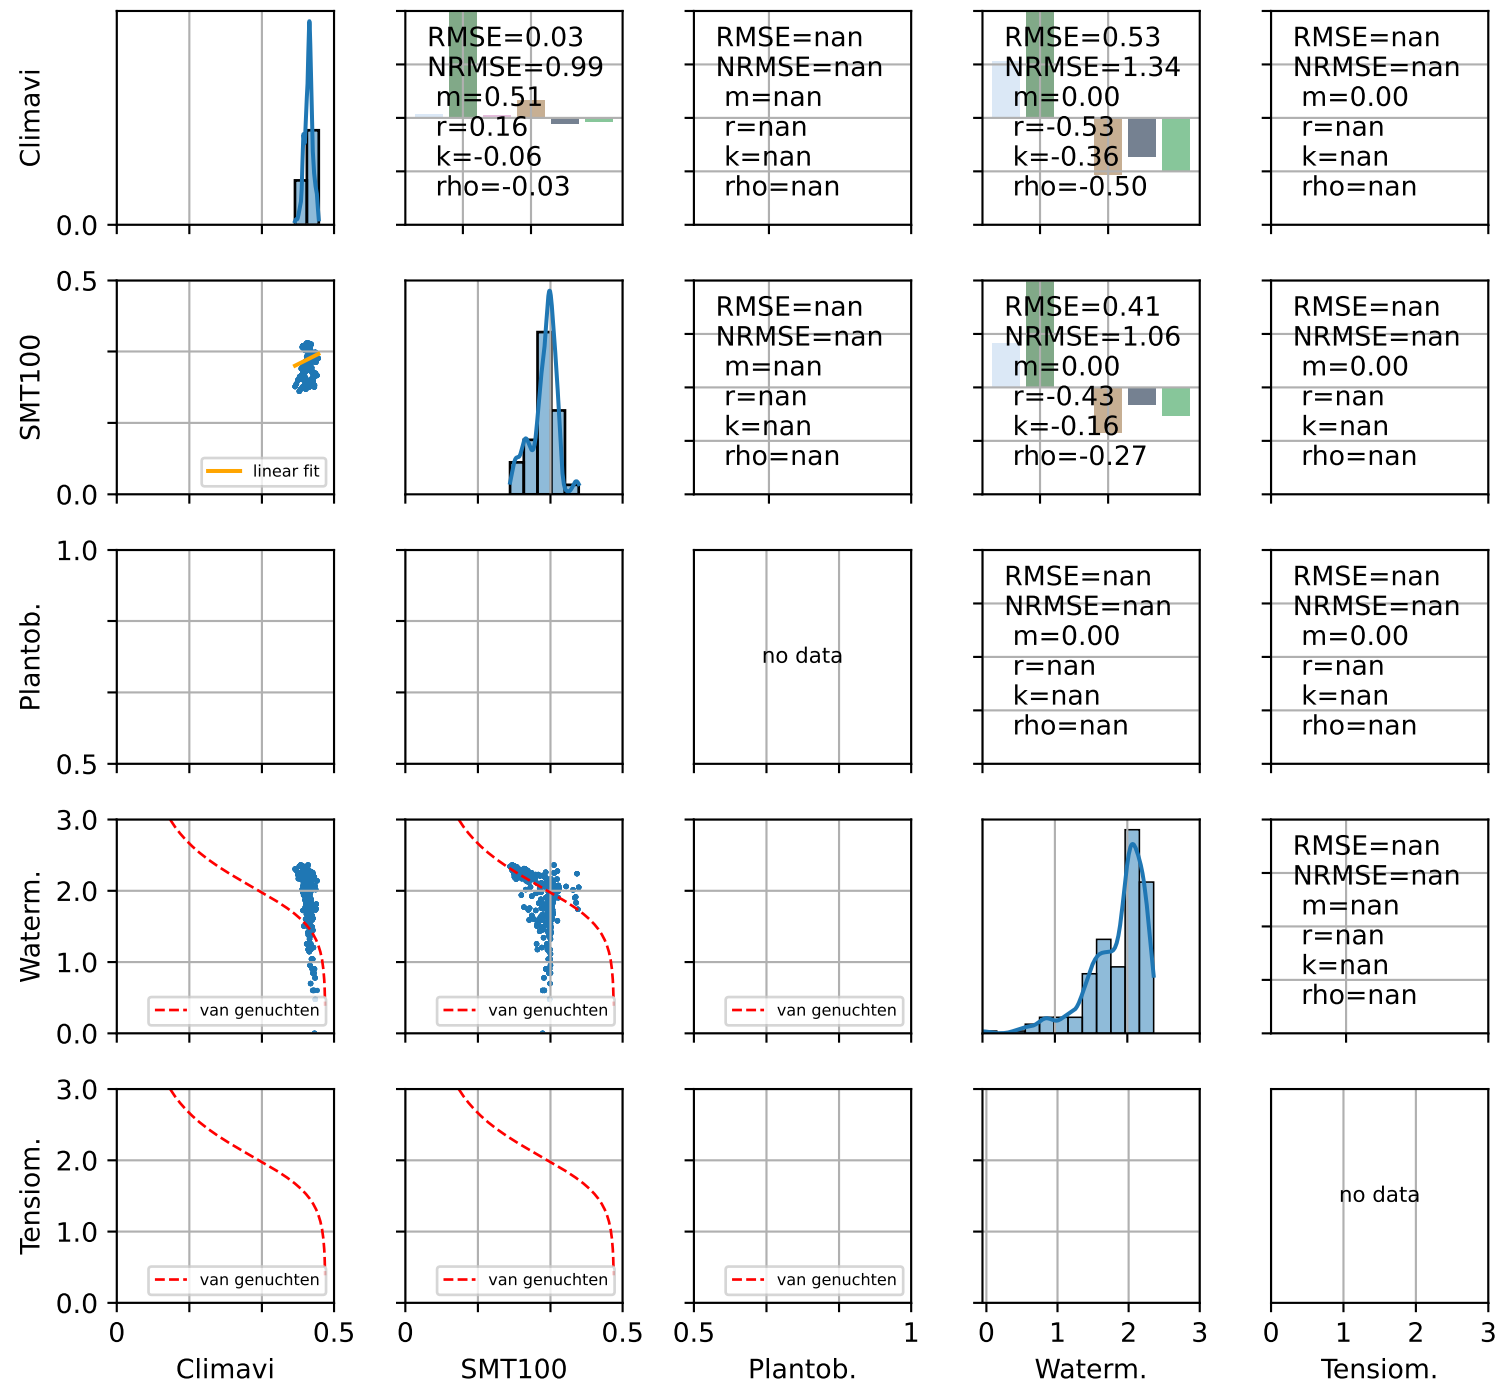 Climavi
0.0
RMSE=0.03
NRMSE=0.99
m=0.51
r=0.16
k=-0.06
rho=-0.03
RMSE=nan
NRMSE=nan
m=nan
r=nan
k=nan
rho=nan
RMSE=0.53
NRMSE=1.34
m=0.00
r=-0.53
k=-0.36
rho=-0.50
RMSE=nan
NRMSE=nan
m=0.00
r=nan
k=nan
rho=nan
SMT100
0.5
0.0
linear fit
RMSE=nan
NRMSE=nan
m=nan
r=nan
k=nan
rho=nan
RMSE=0.41
NRMSE=1.06
m=0.00
r=-0.43
k=-0.16
rho=-0.27
RMSE=nan
NRMSE=nan
m=0.00
r=nan
k=nan
rho=nan
Plantob.
1.0
0.5
no data
RMSE=nan
NRMSE=nan
m=0.00
r=nan
k=nan
rho=nan
RMSE=nan
NRMSE=nan
m=0.00
r=nan
k=nan
rho=nan
Waterm.
3.0
2.0
1.0
0.0
van genuchten
van genuchten
van genuchten
RMSE=nan
NRMSE=nan
m=nan
r=nan
k=nan
rho=nan
Tensiom.
3.0
2.0
1.0
0.0
van genuchten
van genuchten
van genuchten
no data
0 0.5
0 0.5
0.5 1
0 1 2 3
0 1 2 3
Climavi
SMT100
Plantob.
Waterm.
Tensiom.